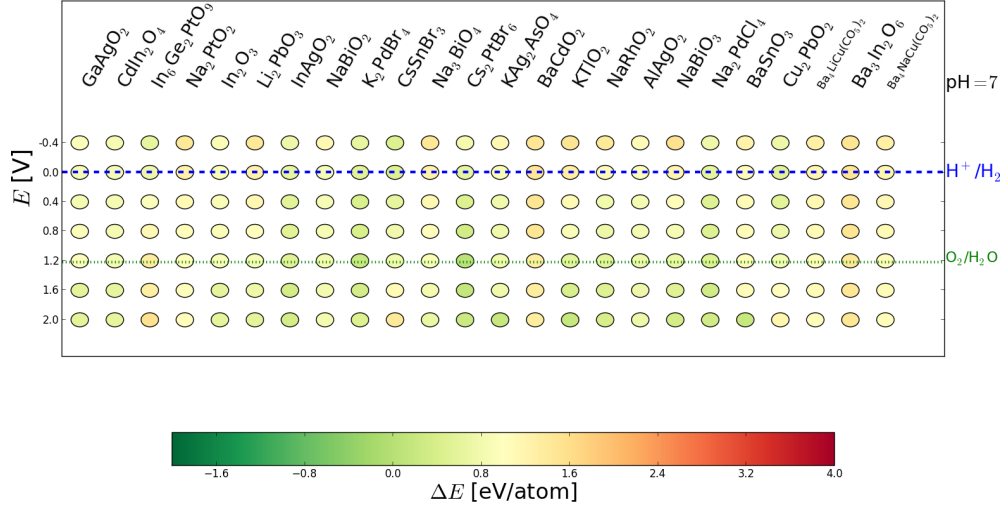 GaAgO₂
CdIn₂O₄
In₆Ge₂PtO₉
Na₂PtO₂
In₂O₃
Li₂PbO₃
InAgO₂
NaBiO₂
K₂PdBr₄
CsSnBr₃
Na₃BiO₄
Cs₂PtBr₆
KAg₂AsO₄
BaCdO₂
KTlO₂
NaRhO₂
AlAgO₂
NaBiO₃
Na₂PdCl₄
BaSnO₃
Cu₂PbO₂
Ba₄LiCu(CO₅)₂
Ba₃In₂O₆
Ba₄NaCu(CO₅)₂
pH=7
E [V]
-0.4
0.0
H⁺/H₂
0.4
0.8
1.2
O₂/H₂O
1.6
2.0
−1.6 −0.8 0.0 0.8 1.6 2.4 3.2 4.0
ΔE [eV/atom]